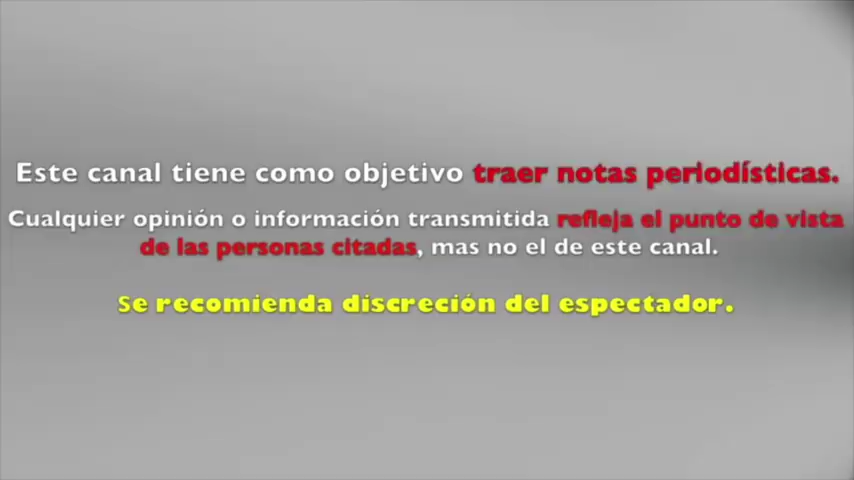 Este canal tiene como objetivo traer notas periodísticas.
Cualquier opinión o información transmitida refleja el punto de vista
de las personas citadas, mas no el de este canal.
Se recomienda discreción del espectador.